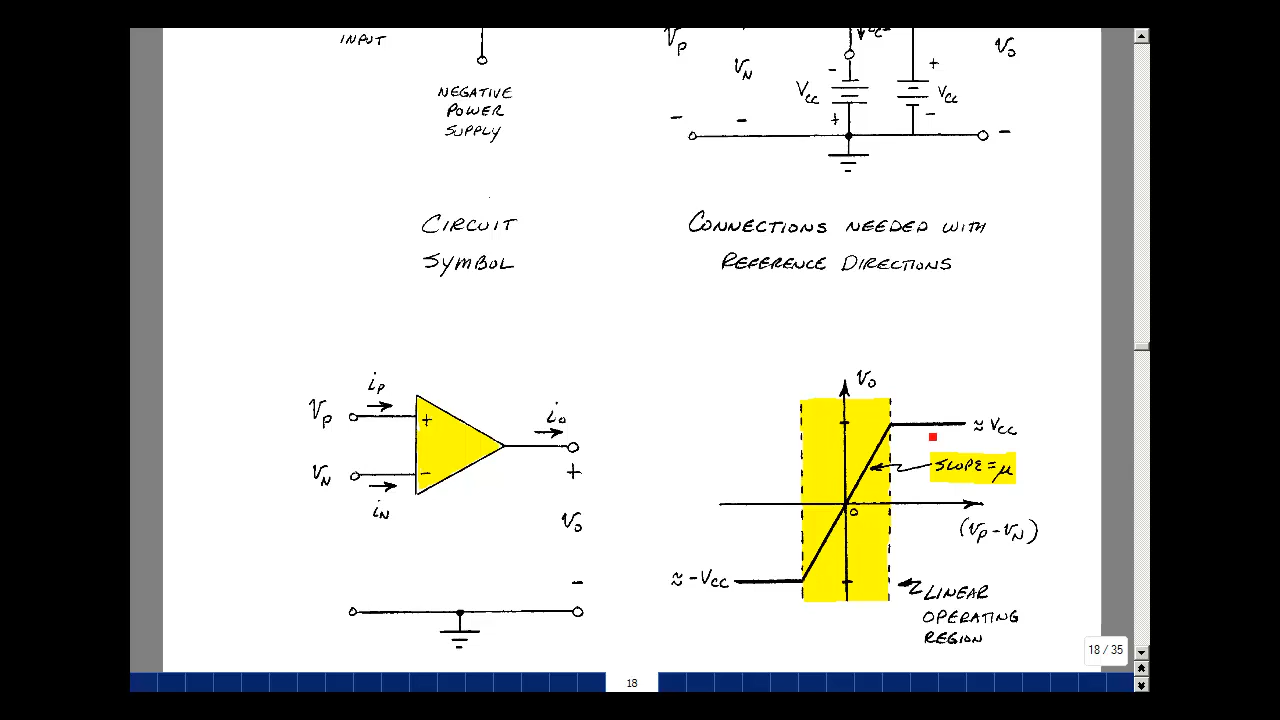 INPUT
NEGATIVE
POWER
SUPPLY
VP
VN
-
-
-
VCC
+
+
VCC
-
VO
-
CIRCUIT
SYMBOL
CONNECTIONS NEEDED WITH
REFERENCE DIRECTIONS
iP
VP
+
iO
VN
-
iN
+
VO
-
VO
≈ VCC
SLOPE = μ
O
(VP - VN)
≈ -VCC
LINEAR
OPERATING
REGION
18 / 35
18